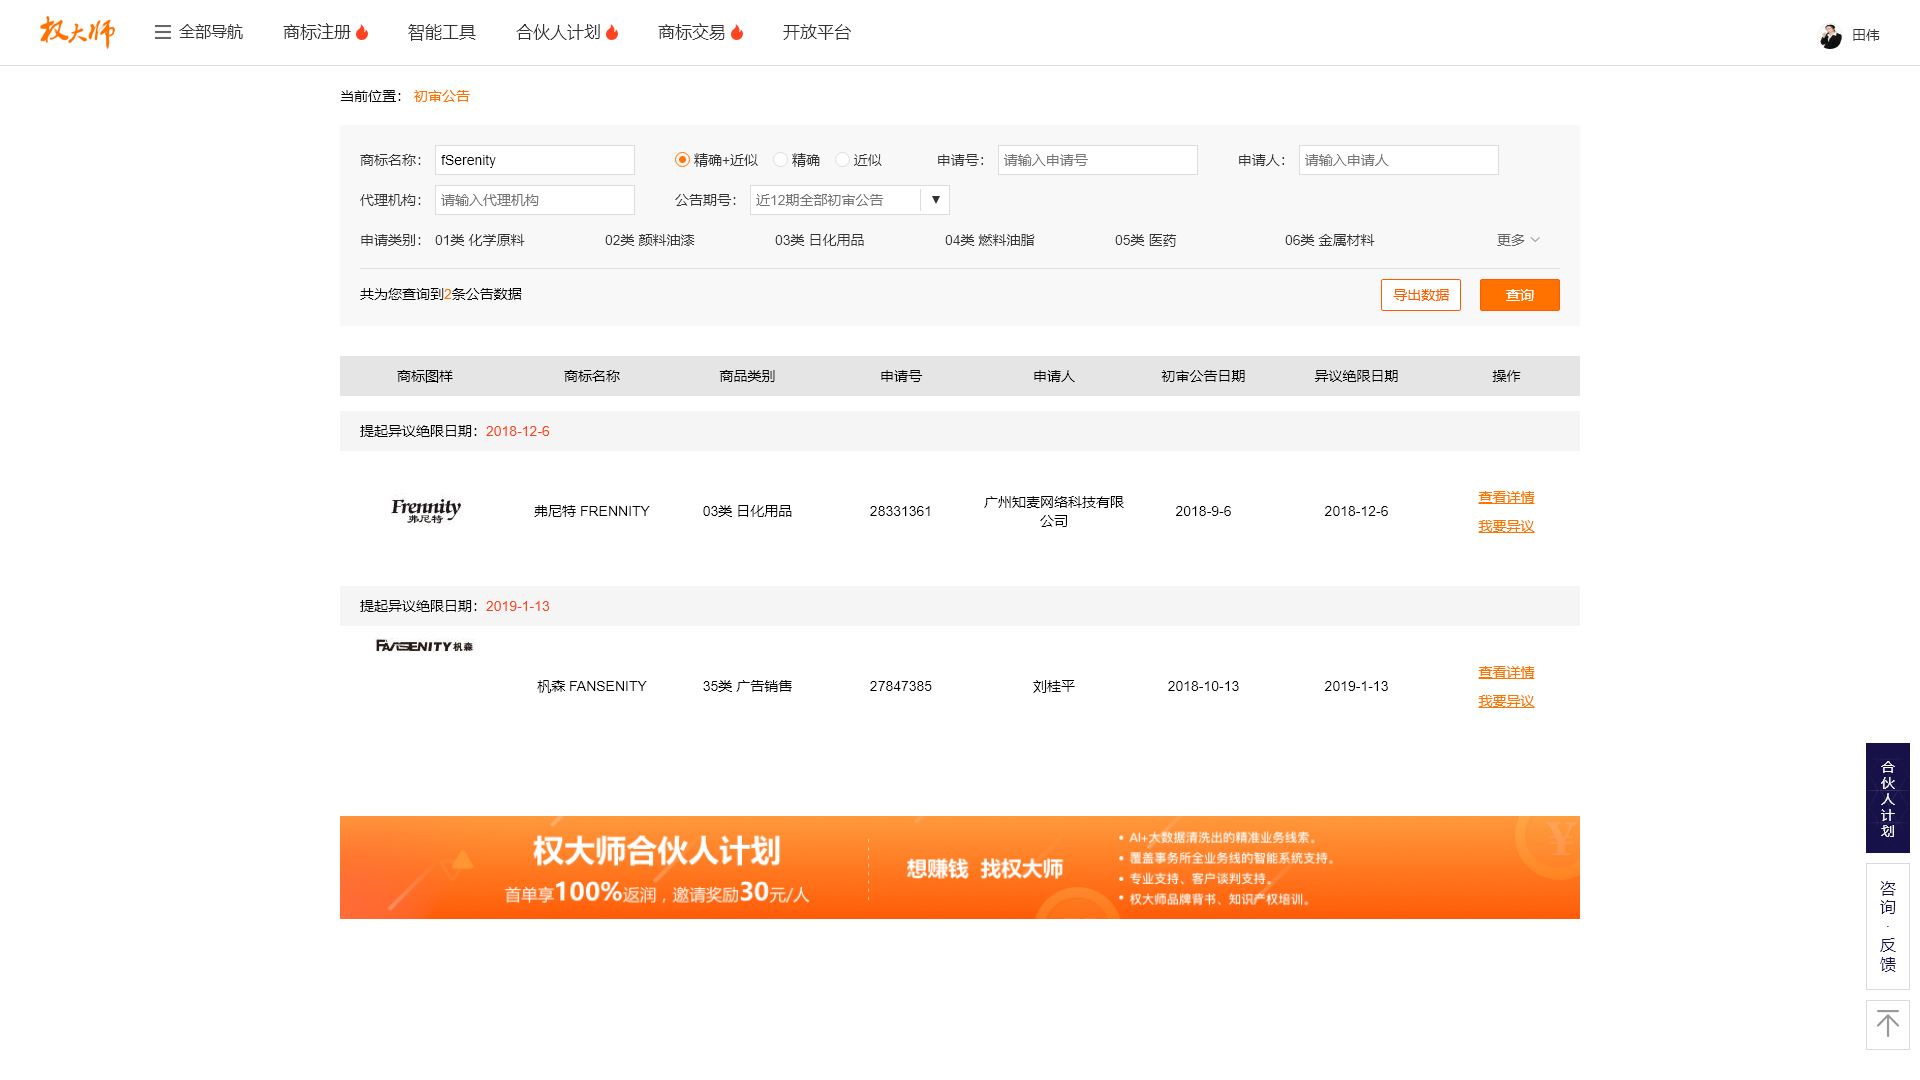 权大师 全部导航 商标注册 智能工具 合伙人计划 商标交易 开放平台 田伟
当前位置： 初审公告
商标名称： fSerenity 精确+近似 精确 近似 申请号： 请输入申请号 申请人： 请输入申请人
代理机构： 请输入代理机构 公告期号： 近12期全部初审公告 ▼
申请类别： 01类 化学原料 02类 颜料油漆 03类 日化用品 04类 燃料油脂 05类 医药 06类 金属材料 更多
共为您查询到2条公告数据 导出数据 查询
商标图样 商标名称 商品类别 申请号 申请人 初审公告日期 异议绝限日期 操作
提起异议绝限日期：2018-12-6
Frennity
弗尼特
弗尼特 FRENNITY 03类 日化用品 28331361 广州知麦网络科技有限
公司
2018-9-6 2018-12-6 查看详情
我要异议
提起异议绝限日期：2019-1-13
FANSENITY 杋森
杋森 FANSENITY 35类 广告销售 27847385 刘桂平 2018-10-13 2019-1-13 查看详情
我要异议
权大师合伙人计划
首单享100%返润，邀请奖励30元/人
想赚钱 找权大师
• AI+大数据清洗出的精准业务线索。
• 覆盖事务所全业务线的智能系统支持。
• 专业支持、客户谈判支持。
• 权大师品牌背书、知识产权培训。
¥
合伙人计划
咨询·反馈